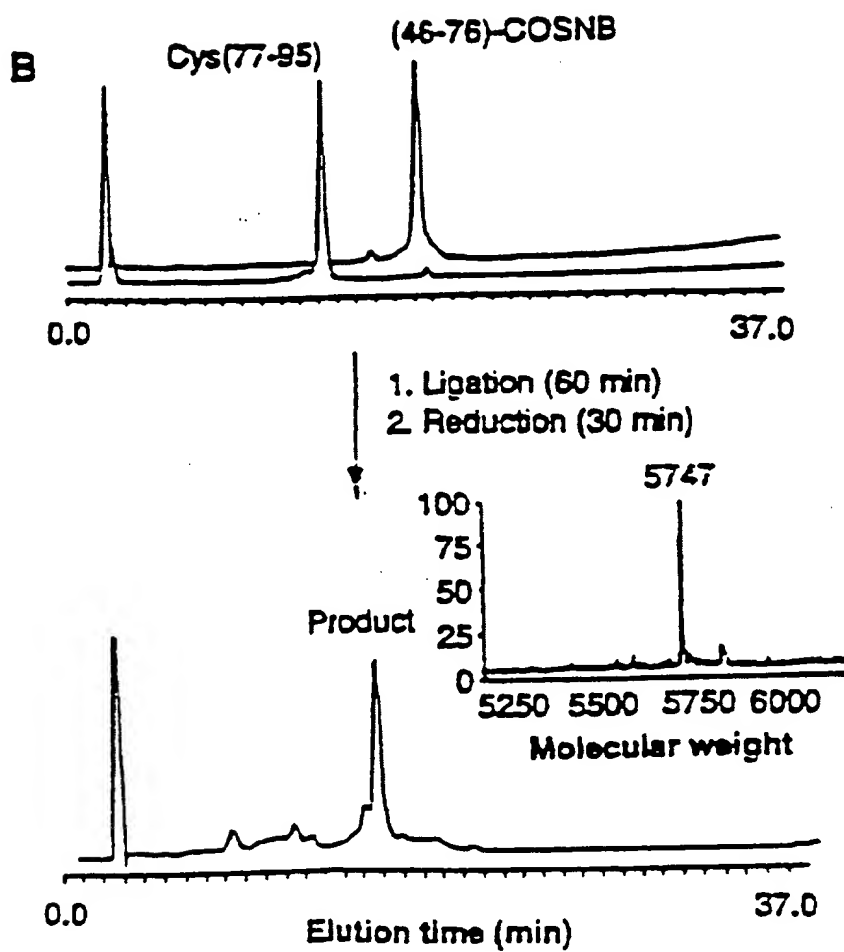 B
Cys(77-95)
(46-76)-COSNB
0.0
37.0
1. Ligation (60 min)
2. Reduction (30 min)
5747
100
75
50
25
0
5250 5500 5750 6000
Molecular weight
Product
0.0
37.0
Elution time (min)